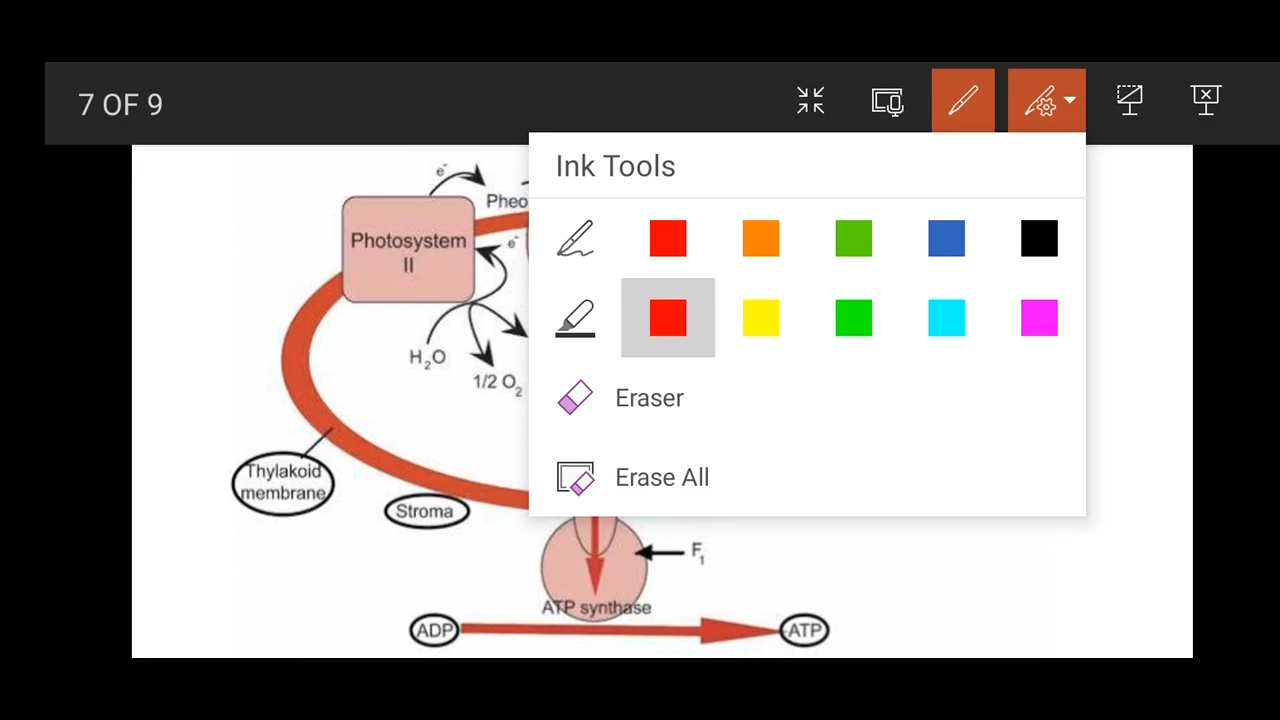 7 OF 9
Ink Tools
e-
Pheo
Photosystem
II
e-
H2O
1/2 O2
Eraser
Thylakoid
membrane
Erase All
Stroma
F1
ATP synthase
ADP
ATP